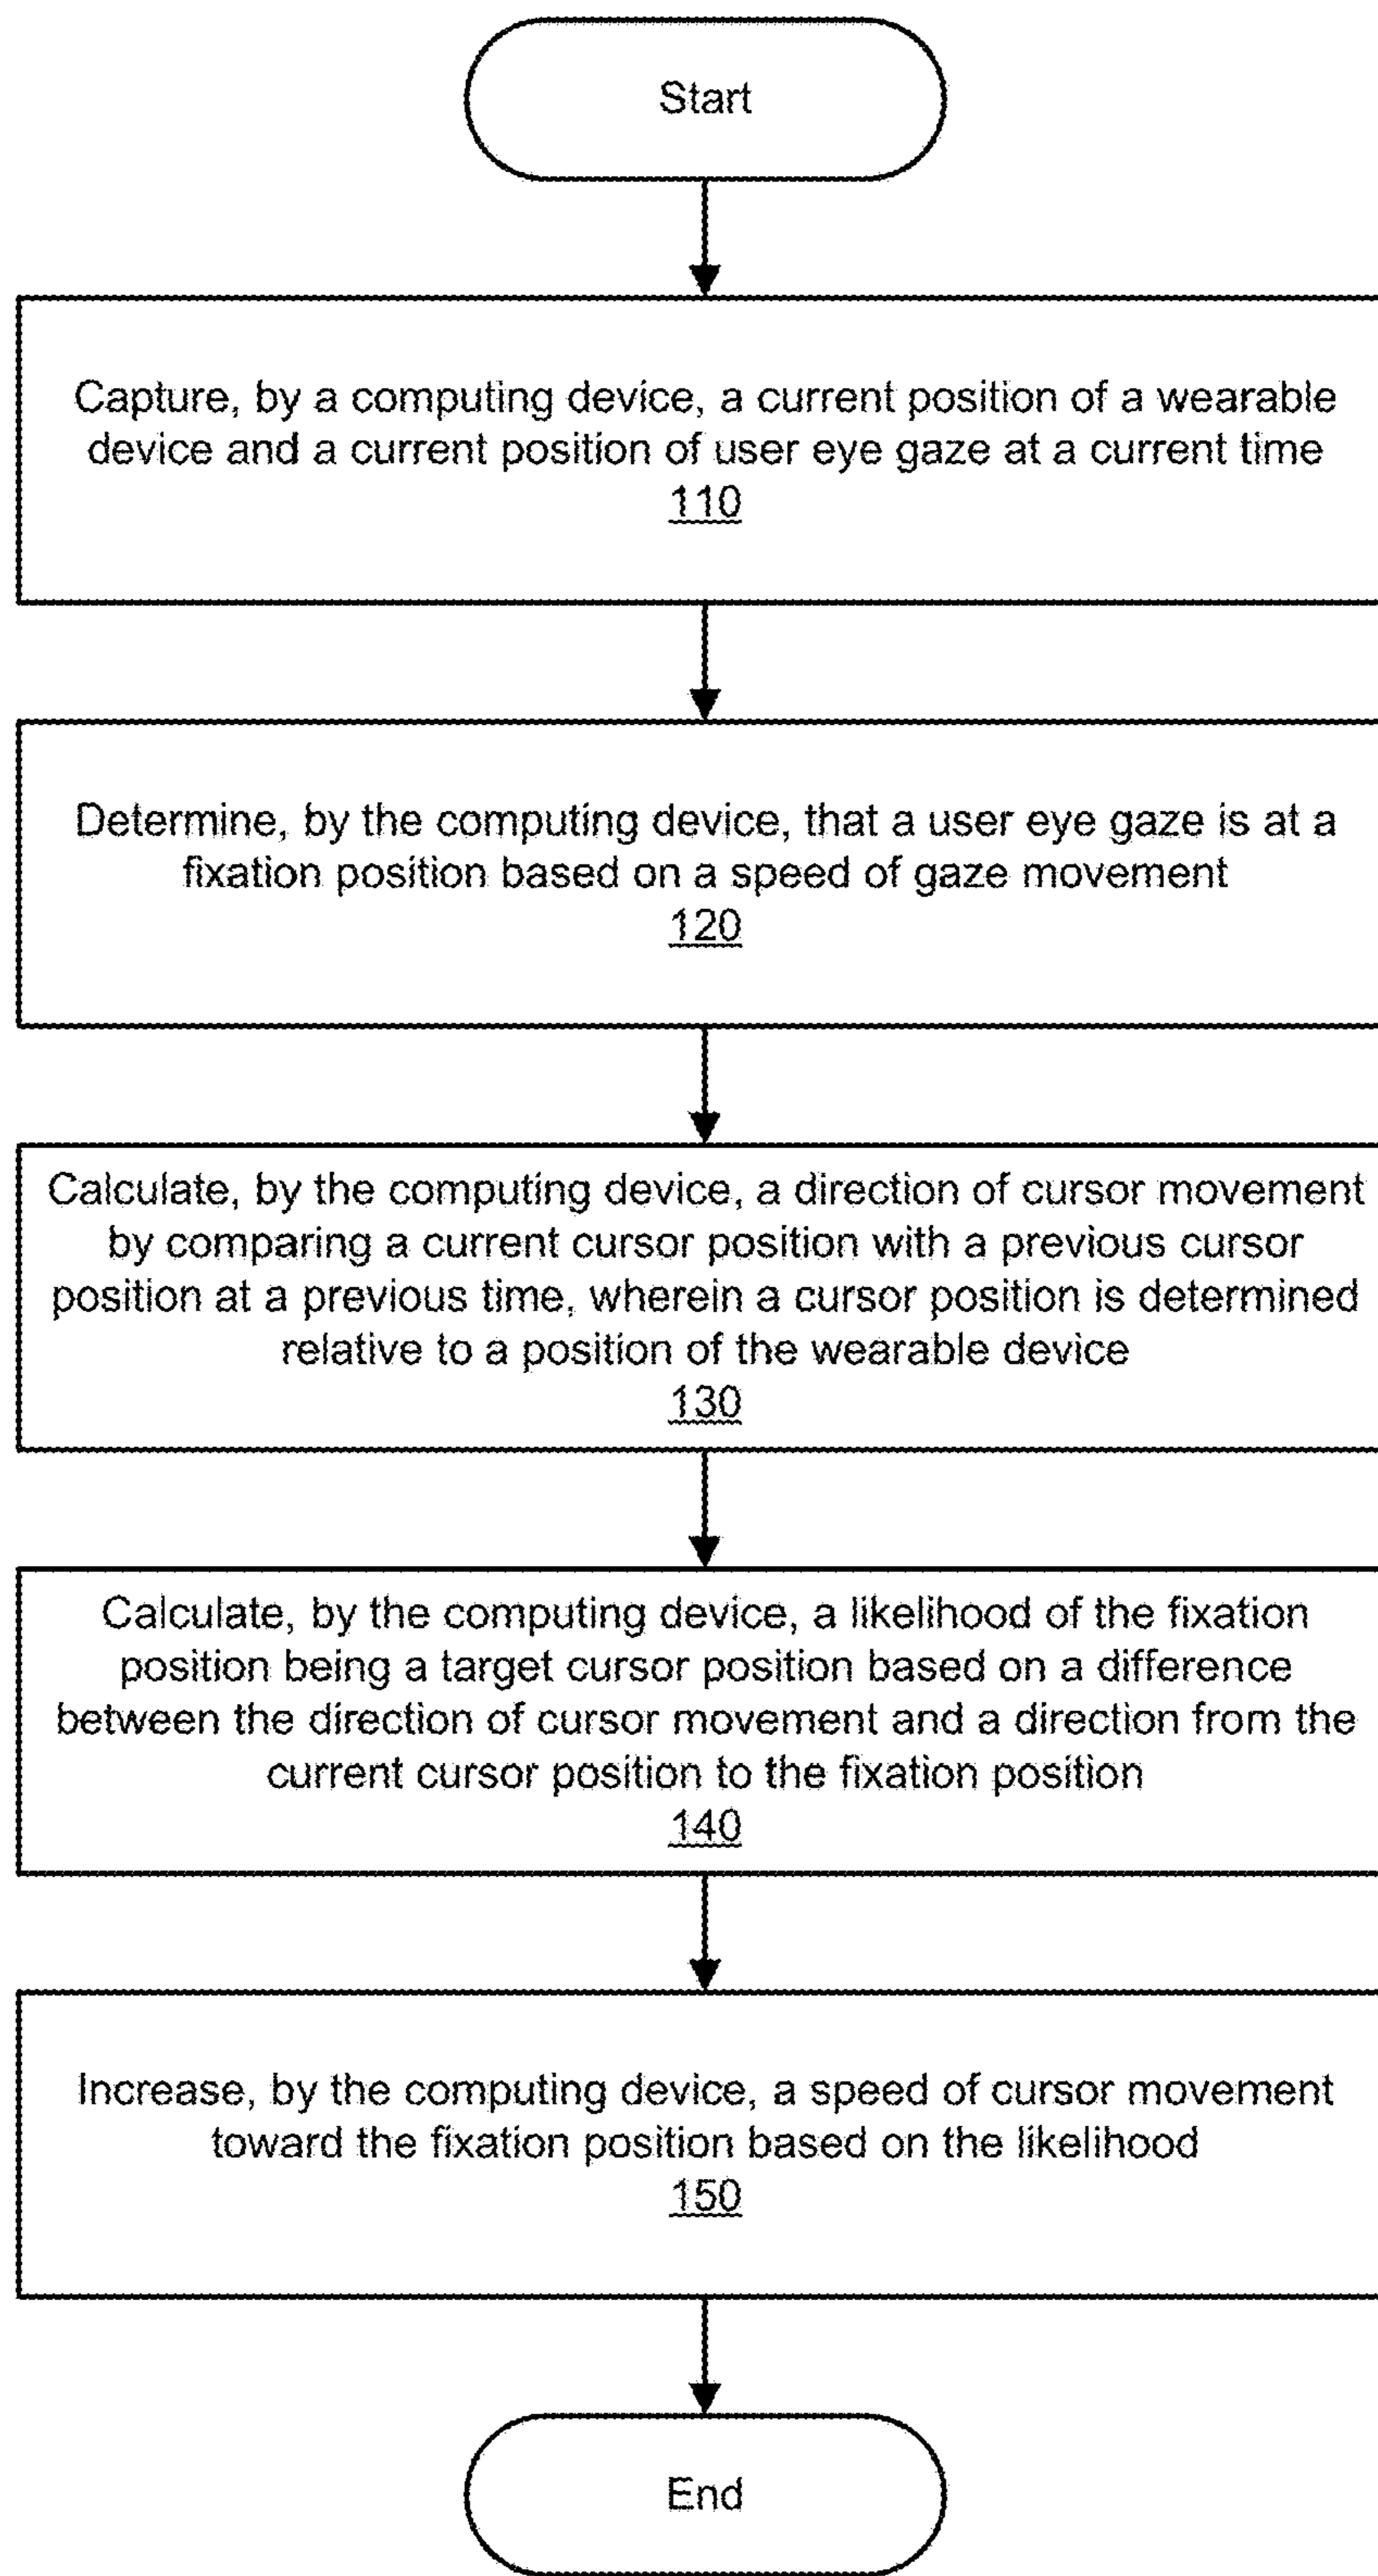 Start
Capture, by a computing device, a current position of a wearable
device and a current position of user eye gaze at a current time
110
Determine, by the computing device, that a user eye gaze is at a
fixation position based on a speed of gaze movement
120
Calculate, by the computing device, a direction of cursor movement
by comparing a current cursor position with a previous cursor
position at a previous time, wherein a cursor position is determined
relative to a position of the wearable device
130
Calculate, by the computing device, a likelihood of the fixation
position being a target cursor position based on a difference
between the direction of cursor movement and a direction from the
current cursor position to the fixation position
140
Increase, by the computing device, a speed of cursor movement
toward the fixation position based on the likelihood
150
End